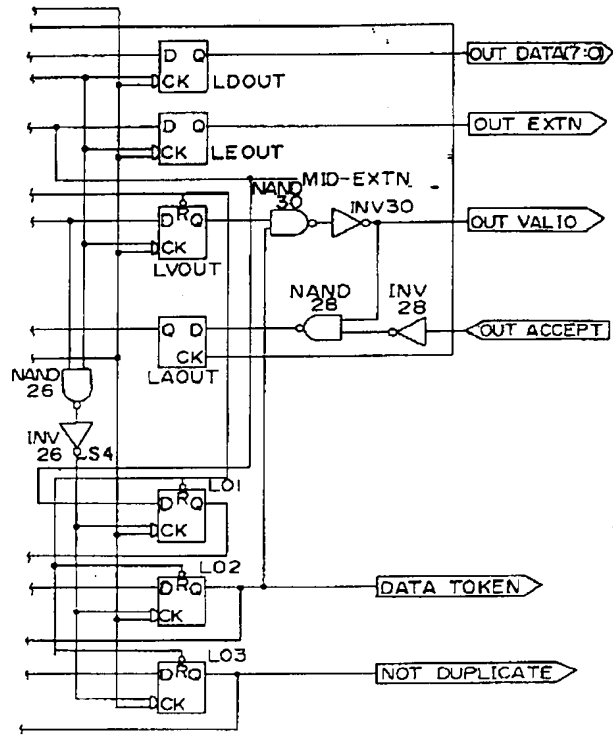 D Q
CK
LDOUT
OUT DATA(7:0)
D Q
CK
LEOUT
OUT EXTN
MID-EXTN
NAND
30
INV30
D R Q
CK
LVOUT
OUT VALID
NAND
28
INV
28
Q D
CK
LAOUT
OUT ACCEPT
NAND
26
INV
26
LS4
LO1
D R Q
CK
LO2
D R Q
CK
DATA TOKEN
LO3
D R Q
CK
NOT DUPLICATE